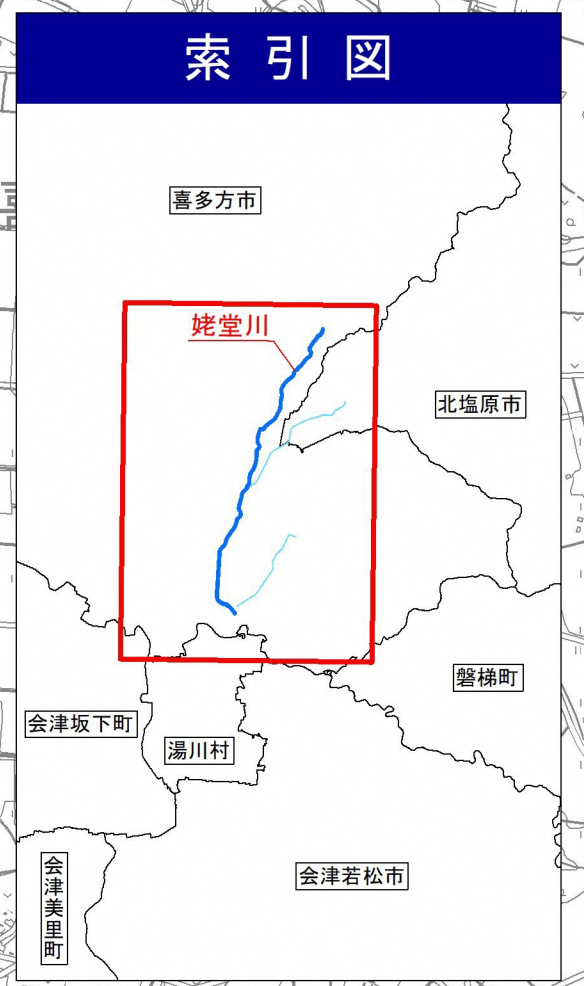 索引図
喜多方市
姥堂川
北塩原市
磐梯町
会津坂下町
湯川村
会津若松市
会津美里町